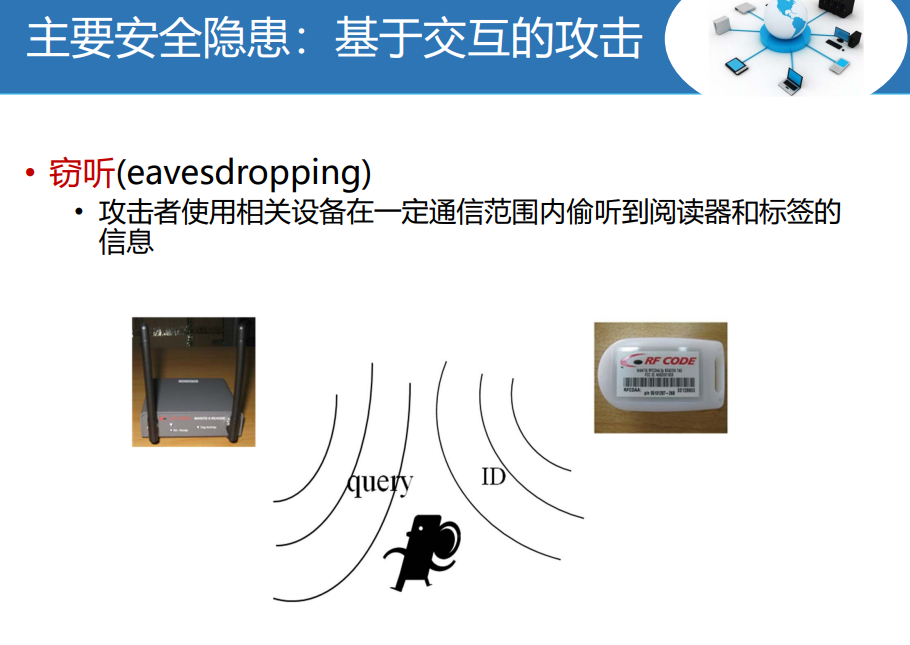 主要安全隐患：基于交互的攻击
• 窃听(eavesdropping)
• 攻击者使用相关设备在一定通信范围内偷听到阅读器和标签的
信息
RF CODE
query
ID